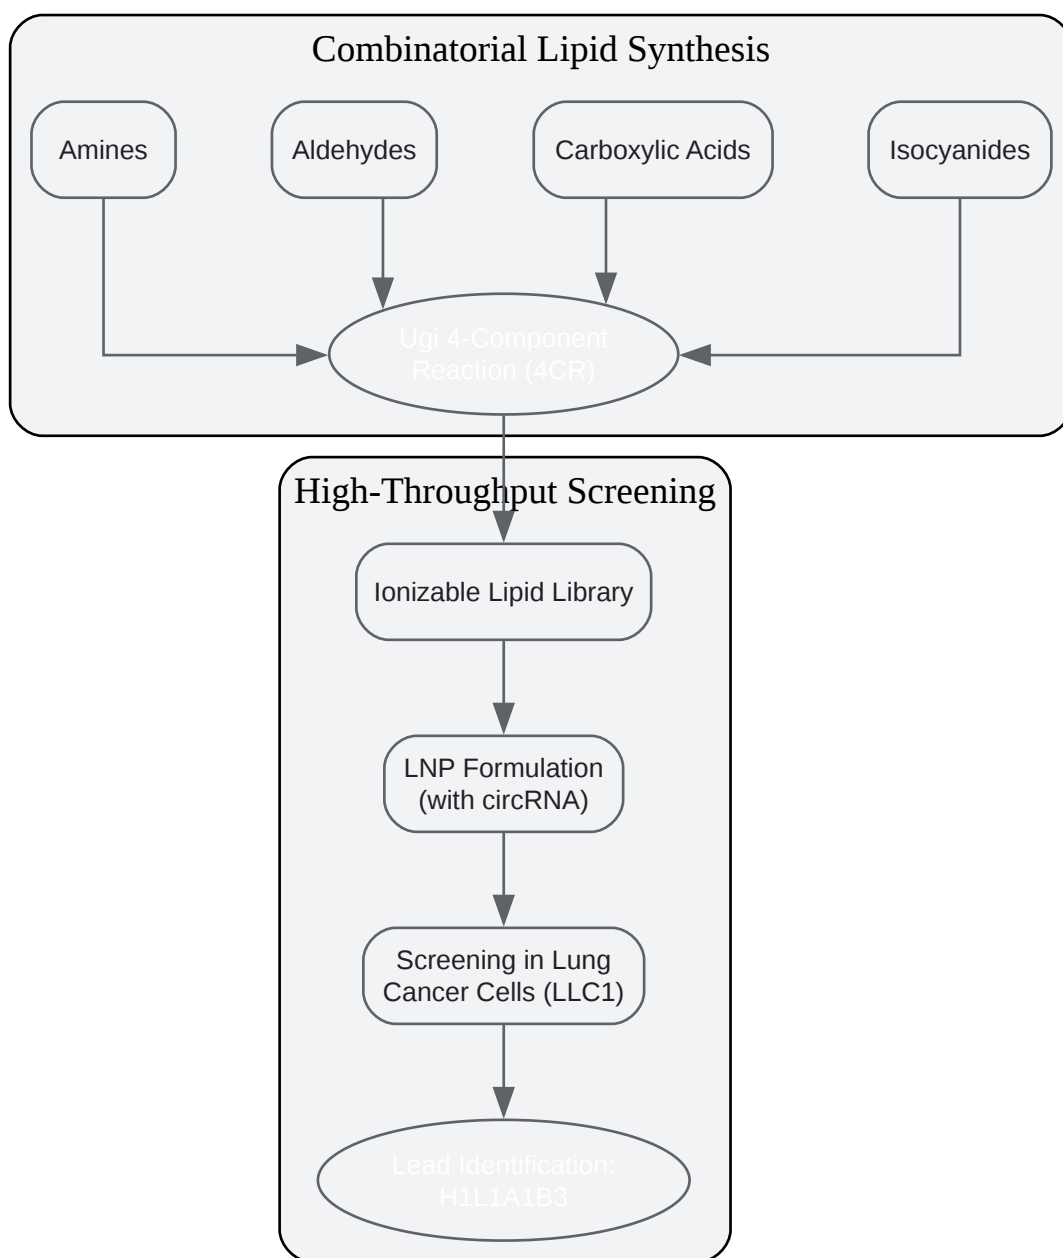 Combinatorial Lipid Synthesis
Amines
Aldehydes
Carboxylic Acids
Isocyanides
Ugi 4-Component
Reaction (4CR)
High-Throughput Screening
Ionizable Lipid Library
LNP Formulation
(with circRNA)
Screening in Lung
Cancer Cells (LLC1)
Lead Identification:
H1L1A1B3